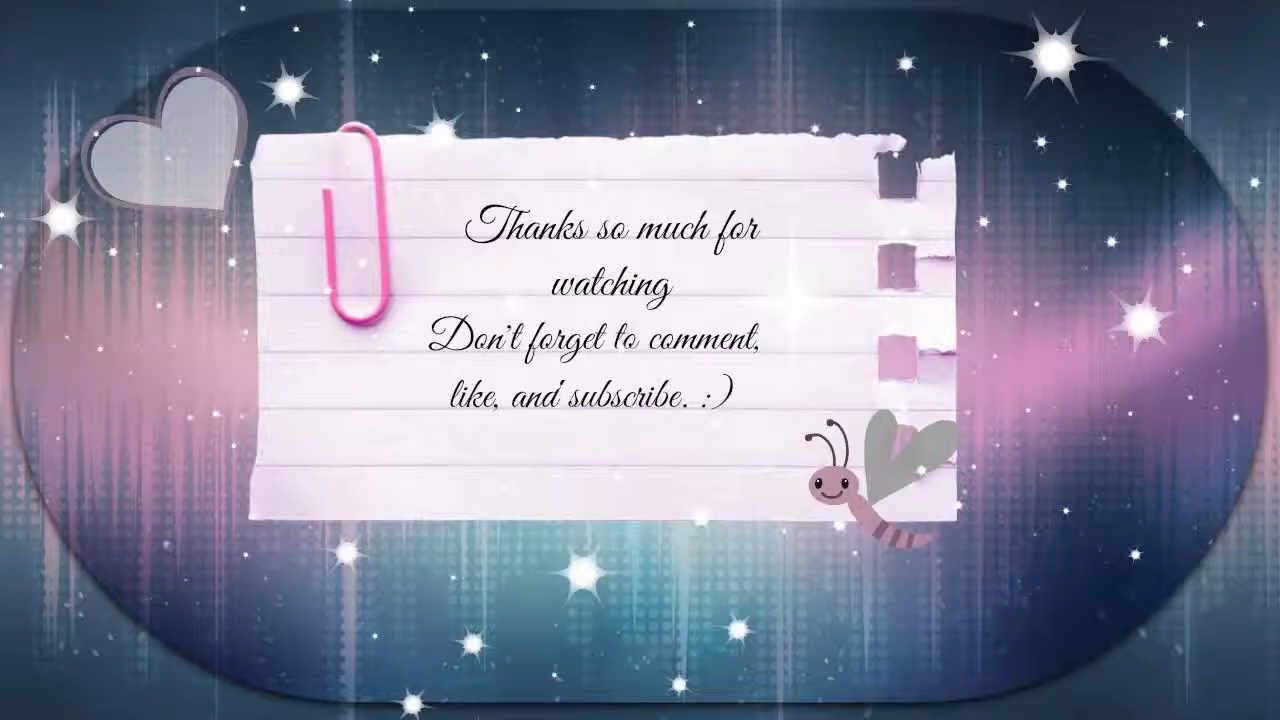 Thanks so much for
watching
Don't forget to comment,
like, and subscribe. :)